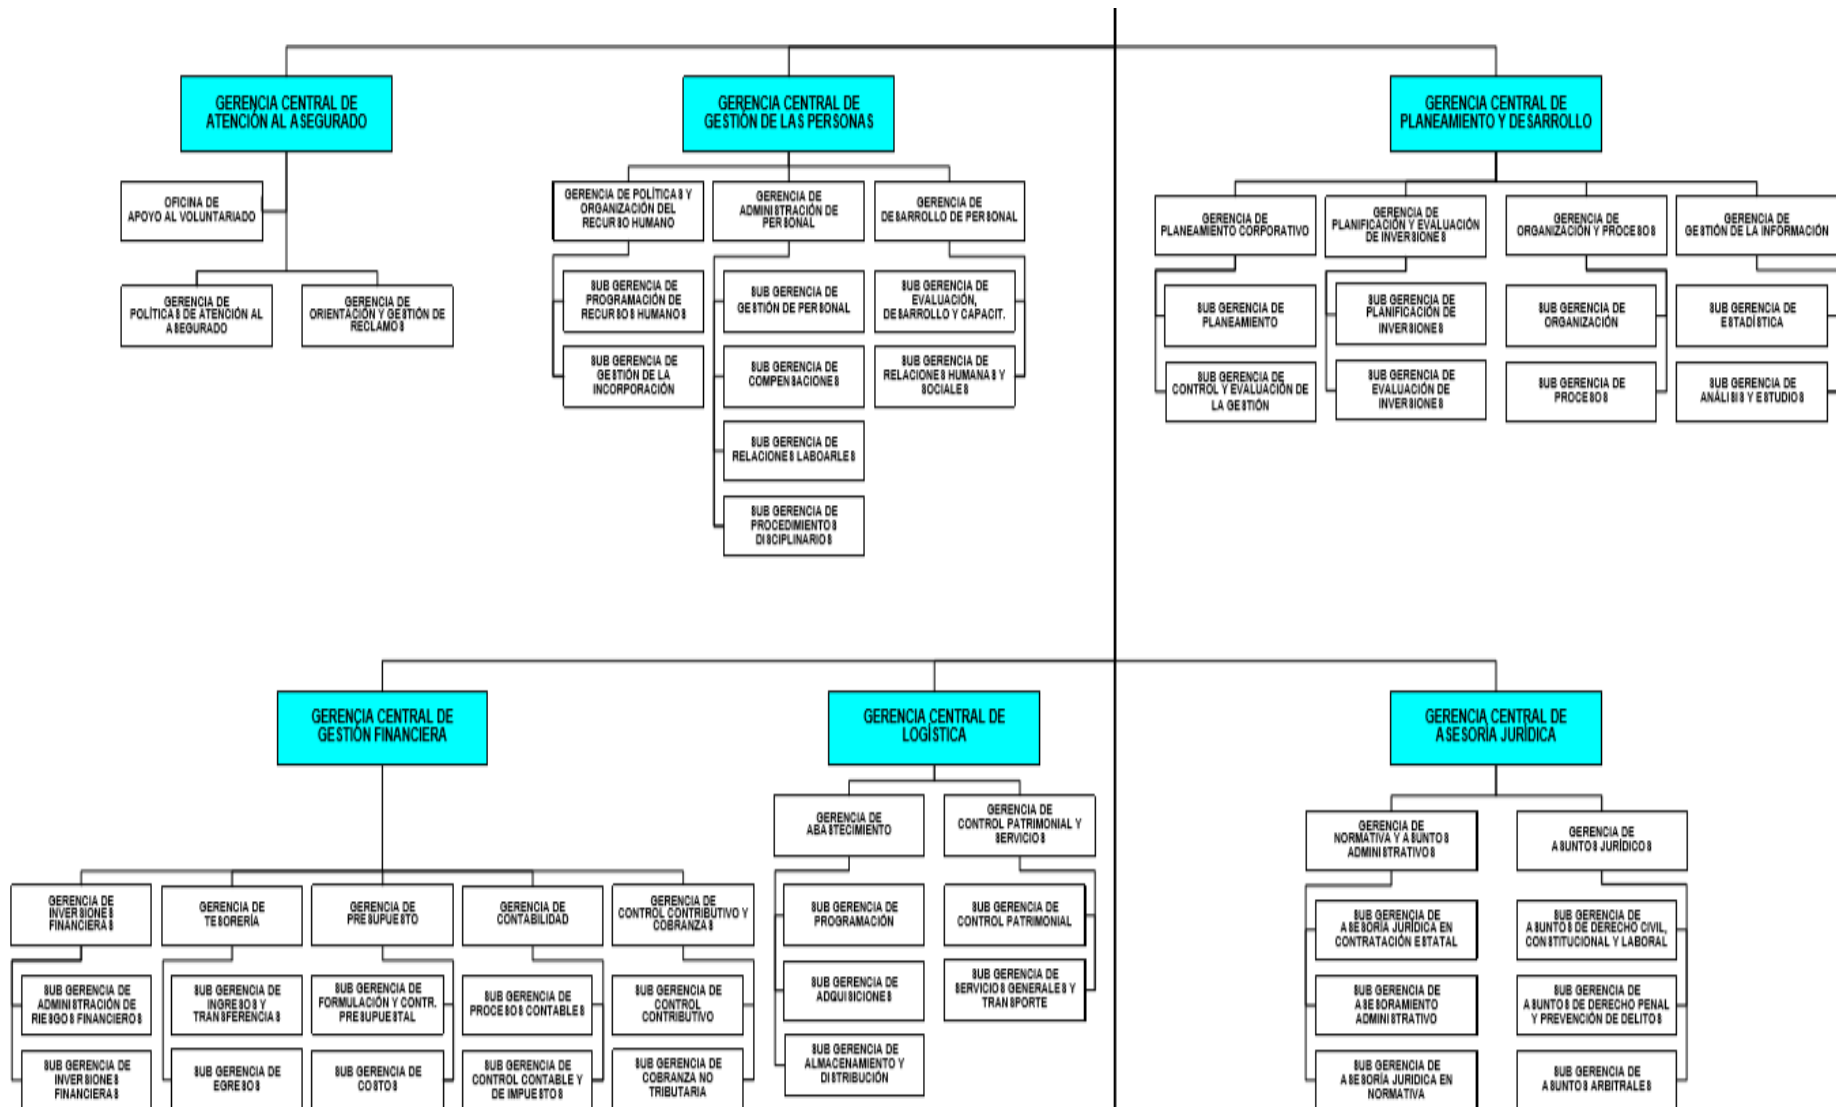 GERENCIA CENTRAL DE
ATENCIÓN AL ASEGURADO
GERENCIA CENTRAL DE
GESTIÓN DE LAS PERSONAS
GERENCIA CENTRAL DE
PLANEAMIENTO Y DESARROLLO
OFICINA DE
APOYO AL VOLUNTARIADO
GERENCIA DE
POLÍTICAS DE ATENCIÓN AL
ASEGURADO
GERENCIA DE
ORIENTACIÓN Y GESTIÓN DE
RECLAMOS
GERENCIA DE POLÍTICAS Y
ORGANIZACIÓN DEL
RECURSO HUMANO
GERENCIA DE
ADMINISTRACIÓN DE
PERSONAL
GERENCIA DE
DESARROLLO DE PERSONAL
SUB GERENCIA DE
PROGRAMACIÓN DE
RECURSOS HUMANOS
SUB GERENCIA DE
GESTIÓN DE PERSONAL
SUB GERENCIA DE
EVALUACIÓN,
DESARROLLO Y CAPACIT.
SUB GERENCIA DE
GESTIÓN DE LA
INCORPORACIÓN
SUB GERENCIA DE
COMPENSACIONES
SUB GERENCIA DE
RELACIONES HUMANAS Y
SOCIALES
SUB GERENCIA DE
RELACIONES LABOARLES
SUB GERENCIA DE
PROCEDIMIENTOS
DISCIPLINARIOS
GERENCIA DE
PLANEAMIENTO CORPORATIVO
GERENCIA DE
PLANIFICACIÓN Y EVALUACIÓN
DE INVERSIONES
GERENCIA DE
ORGANIZACIÓN Y PROCESOS
GERENCIA DE
GESTIÓN DE LA INFORMACIÓN
SUB GERENCIA DE
PLANEAMIENTO
SUB GERENCIA DE
PLANIFICACIÓN DE
INVERSIONES
SUB GERENCIA DE
ORGANIZACIÓN
SUB GERENCIA DE
ESTADÍSTICA
SUB GERENCIA DE
CONTROL Y EVALUACIÓN DE
LA GESTIÓN
SUB GERENCIA DE
EVALUACIÓN DE
INVERSIONES
SUB GERENCIA DE
PROCESOS
SUB GERENCIA DE
ANÁLISIS Y ESTUDIOS
GERENCIA CENTRAL DE
GESTIÓN FINANCIERA
GERENCIA CENTRAL DE
LOGÍSTICA
GERENCIA CENTRAL DE
ASESORÍA JURÍDICA
GERENCIA DE
INVERSIONES
FINANCIERAS
GERENCIA DE
TESORERÍA
GERENCIA DE
PRESUPUESTO
GERENCIA DE
CONTABILIDAD
GERENCIA DE
CONTROL CONTRIBUTIVO Y
COBRANZAS
SUB GERENCIA DE
ADMINISTRACIÓN DE
RIESGOS FINANCIEROS
SUB GERENCIA DE
INGRESOS Y
TRANSFERENCIAS
SUB GERENCIA DE
FORMULACIÓN Y CONTR.
PRESUPUESTAL
SUB GERENCIA DE
PROCESOS CONTABLES
SUB GERENCIA DE
CONTROL
CONTRIBUTIVO
SUB GERENCIA DE
INVERSIONES
FINANCIERAS
SUB GERENCIA DE
EGRESOS
SUB GERENCIA DE
COSTOS
SUB GERENCIA DE
CONTROL CONTABLE Y
DE IMPUESTOS
SUB GERENCIA DE
COBRANZA NO
TRIBUTARIA
GERENCIA DE
ABASTECIMIENTO
GERENCIA DE
CONTROL PATRIMONIAL Y
SERVICIOS
SUB GERENCIA DE
PROGRAMACIÓN
SUB GERENCIA DE
CONTROL PATRIMONIAL
SUB GERENCIA DE
ADQUISICIONES
SUB GERENCIA DE
SERVICIOS GENERALES Y
TRANSPORTE
SUB GERENCIA DE
ALMACENAMIENTO Y
DISTRIBUCIÓN
GERENCIA DE
NORMATIVA Y ASUNTOS
ADMINISTRATIVOS
GERENCIA DE
ASUNTOS JURÍDICOS
SUB GERENCIA DE
ASESORÍA JURÍDICA EN
CONTRATACIÓN ESTATAL
SUB GERENCIA DE
ASUNTOS DE DERECHO CIVIL,
CONSTITUCIONAL Y LABORAL
SUB GERENCIA DE
ASESORAMIENTO
ADMINISTRATIVO
SUB GERENCIA DE
ASUNTOS DE DERECHO PENAL
Y PREVENCIÓN DE DELITOS
SUB GERENCIA DE
ASESORÍA JURIDICA EN
NORMATIVA
SUB GERENCIA DE
ASUNTOS ARBITRALES